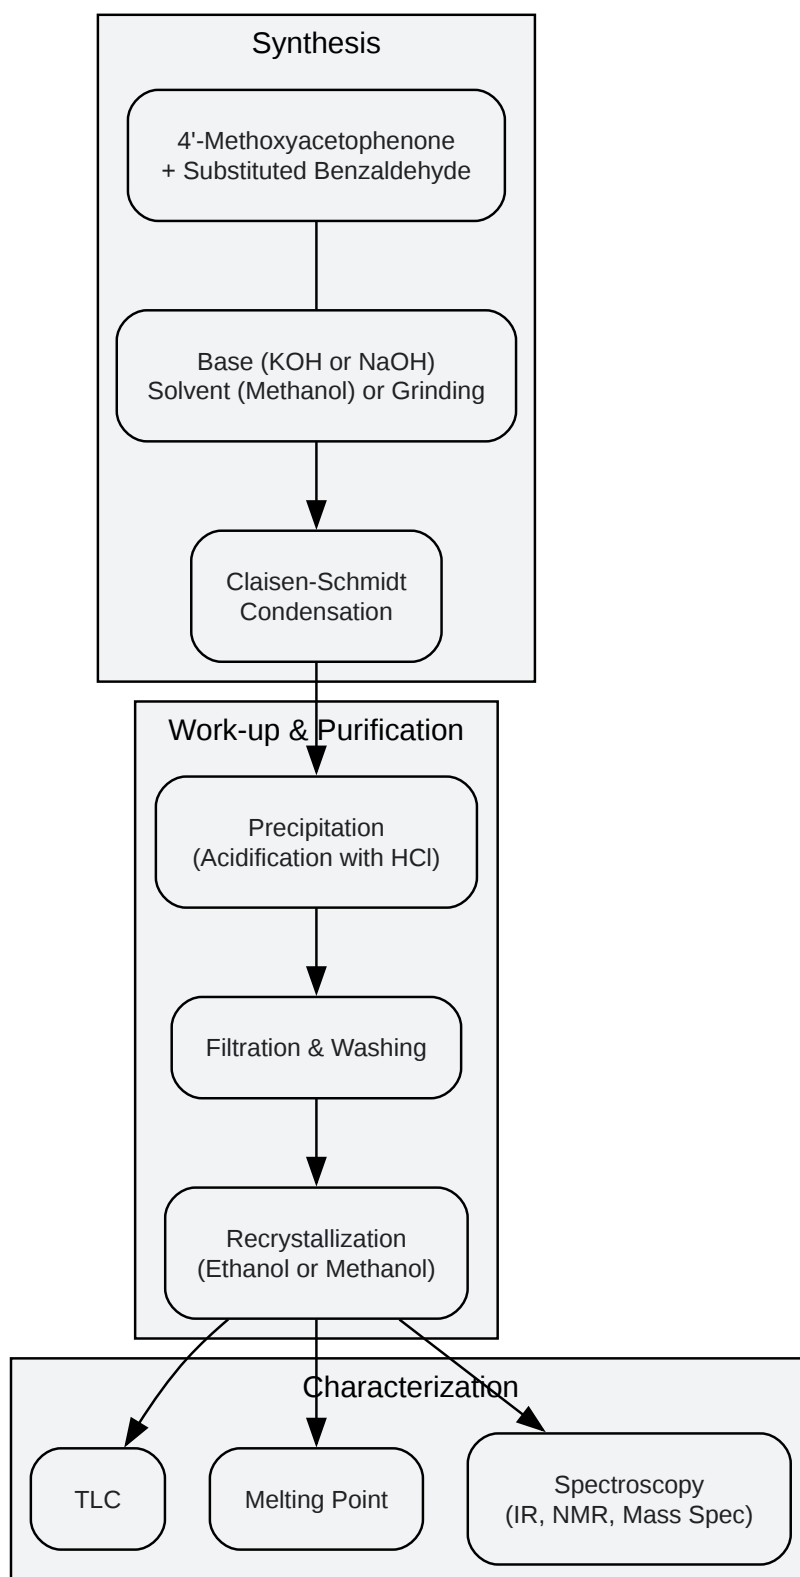 Synthesis
4'-Methoxyacetophenone
+ Substituted Benzaldehyde
Base (KOH or NaOH)
Solvent (Methanol) or Grinding
Claisen-Schmidt
Condensation
Work-up & Purification
Precipitation
(Acidification with HCl)
Filtration & Washing
Recrystallization
(Ethanol or Methanol)
Characterization
TLC
Melting Point
Spectroscopy
(IR, NMR, Mass Spec)